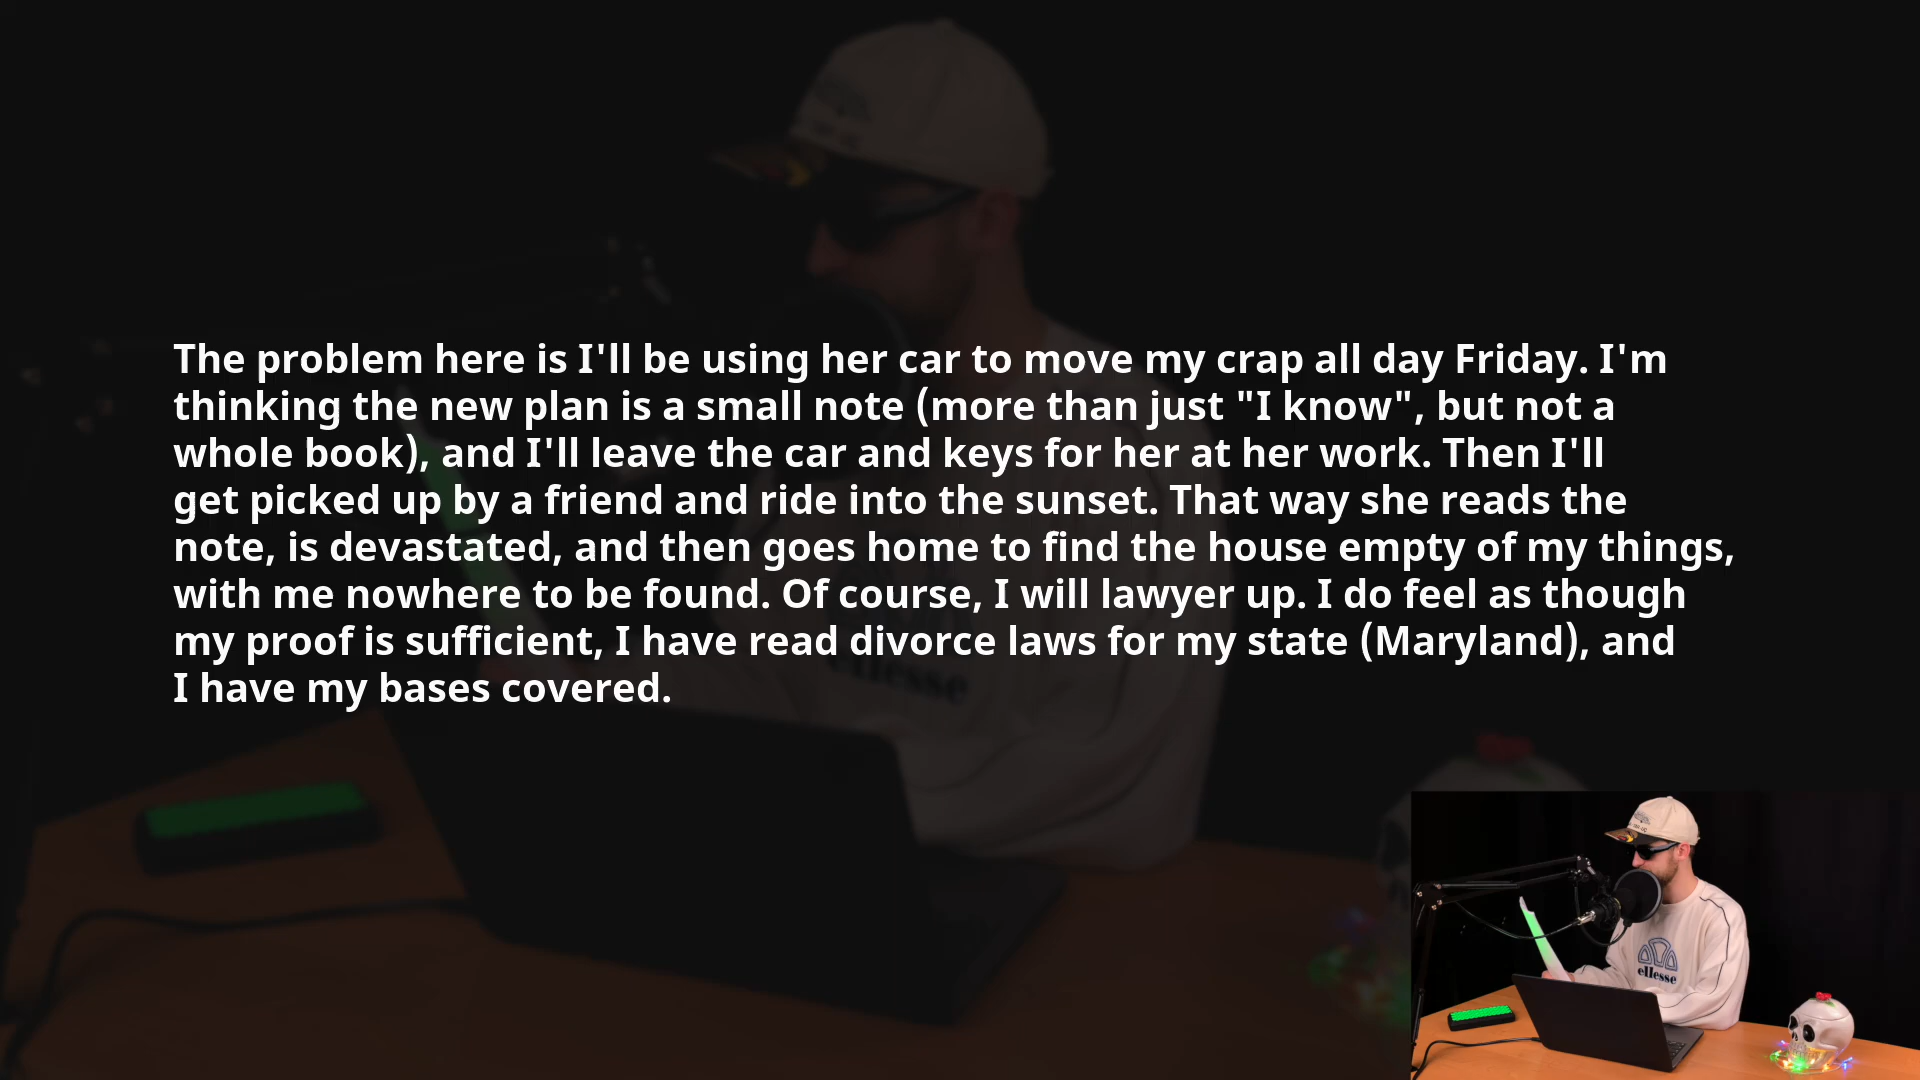 The problem here is I'll be using her car to move my crap all day Friday. I'm
thinking the new plan is a small note (more than just "I know", but not a
whole book), and I'll leave the car and keys for her at her work. Then I'll
get picked up by a friend and ride into the sunset. That way she reads the
note, is devastated, and then goes home to find the house empty of my things,
with me nowhere to be found. Of course, I will lawyer up. I do feel as though
my proof is sufficient, I have read divorce laws for my state (Maryland), and
I have my bases covered.
ellesse
ellesse